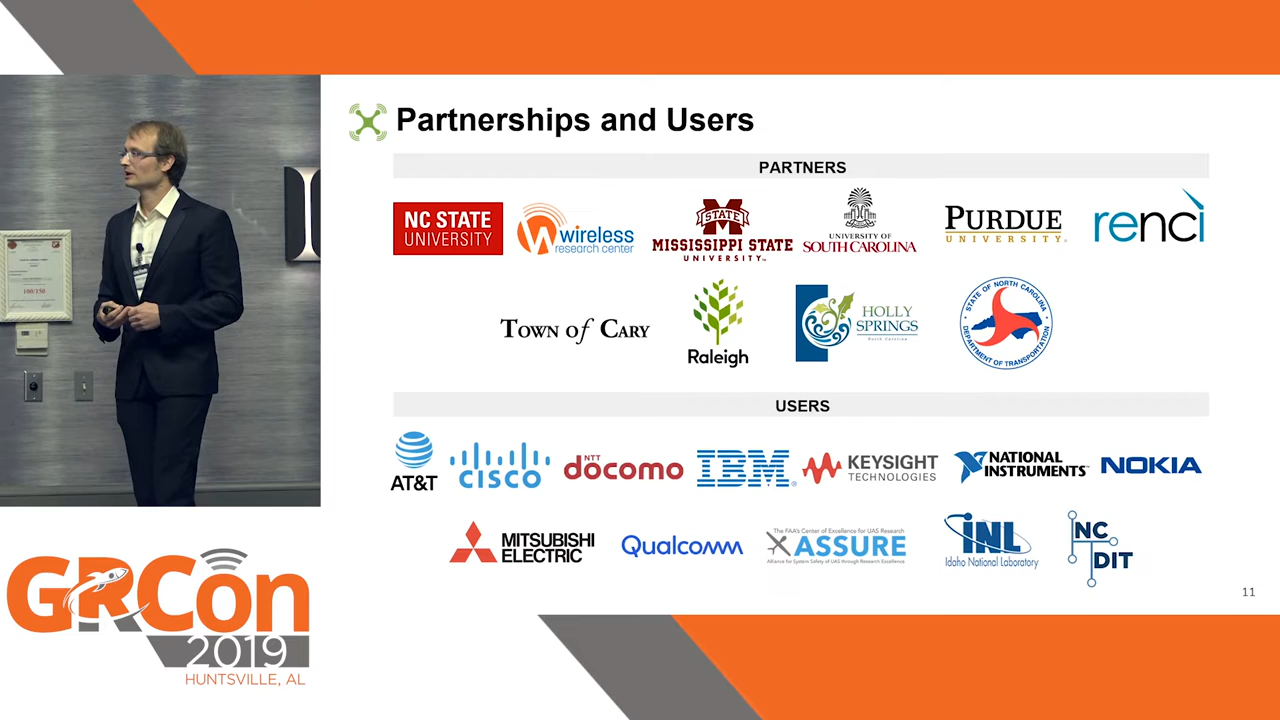 Partnerships and Users
PARTNERS
NC STATE
UNIVERSITY
wireless
research center
STATE
MISSISSIPPI STATE
UNIVERSITY™
UNIVERSITY OF
SOUTH CAROLINA
PURDUE
UNIVERSITY®
renci
TOWN of CARY
Raleigh
HOLLY
SPRINGS
North Carolina
STATE OF NORTH CAROLINA
DEPARTMENT OF TRANSPORTATION
USERS
AT&T
CISCO
NTT
docomo
IBM®
KEYSIGHT
TECHNOLOGIES
NATIONAL
INSTRUMENTS™
NOKIA
MITSUBISHI
ELECTRIC
Qualcomm
The FAA's Center of Excellence for UAS Research
ASSURE
Alliance for System Safety of UAS through Research Excellence
INL
Idaho National Laboratory
NC
DIT
11
100/150
GRCon
2019
HUNTSVILLE, AL